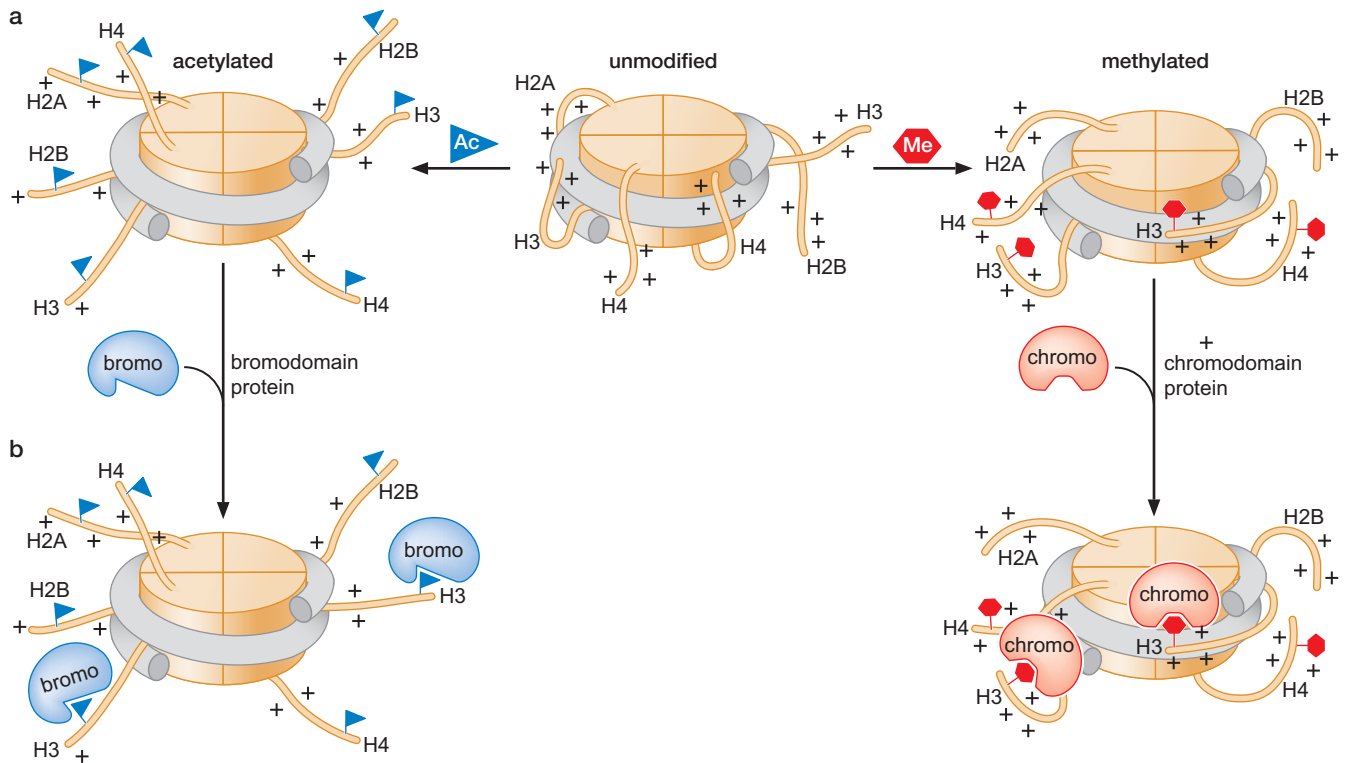 a
acetylated
unmodified
methylated
H4
H2B
H2A
H3
H2B
H3
H4
Ac
H2A
H3
H3
H4
H4
H2B
Me
H2B
H2A
H4
H3
H3
H4
bromo
bromodomain
protein
chromo
+
chromodomain
protein
b
H4
H2B
H2A
bromo
H3
H2B
bromo
H3
H4
H2B
H2A
chromo
H4
chromo
H3
H3
H4